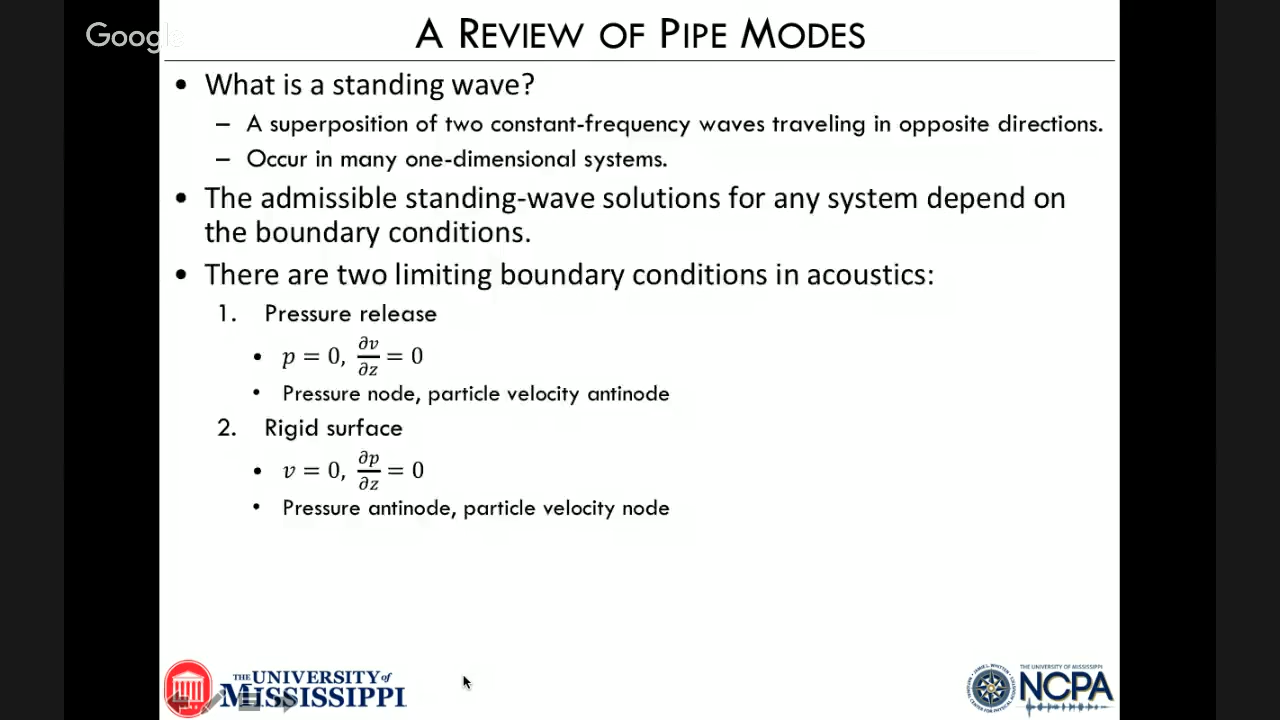 Google
A REVIEW OF PIPE MODES
• What is a standing wave?
– A superposition of two constant-frequency waves traveling in opposite directions.
– Occur in many one-dimensional systems.
• The admissible standing-wave solutions for any system depend on
the boundary conditions.
• There are two limiting boundary conditions in acoustics:
1. Pressure release
• p = 0, ∂v/∂z = 0
• Pressure node, particle velocity antinode
2. Rigid surface
• v = 0, ∂p/∂z = 0
• Pressure antinode, particle velocity node
THE UNIVERSITY of
MISSISSIPPI
THE UNIVERSITY OF MISSISSIPPI
NCPA